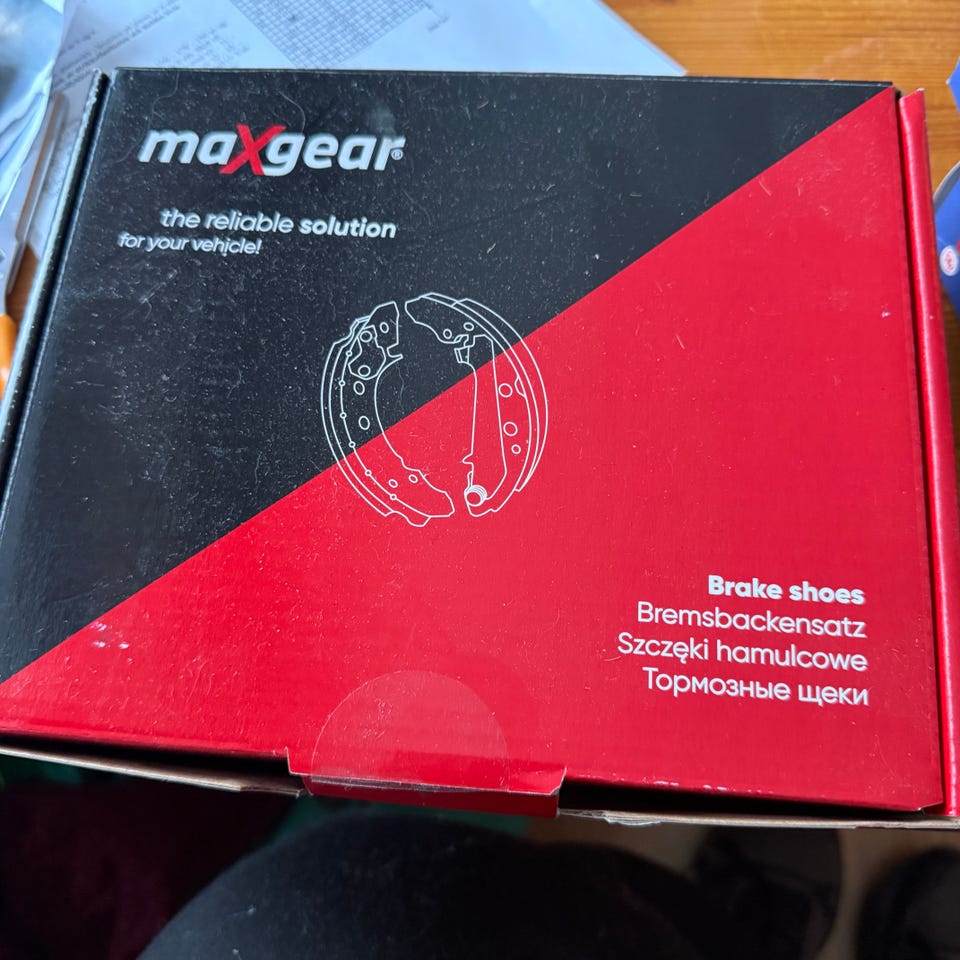 maXgear®
the reliable solution
for your vehicle!
Brake shoes
Bremsbackensatz
Szczęki hamulcowe
Тормозные щеки